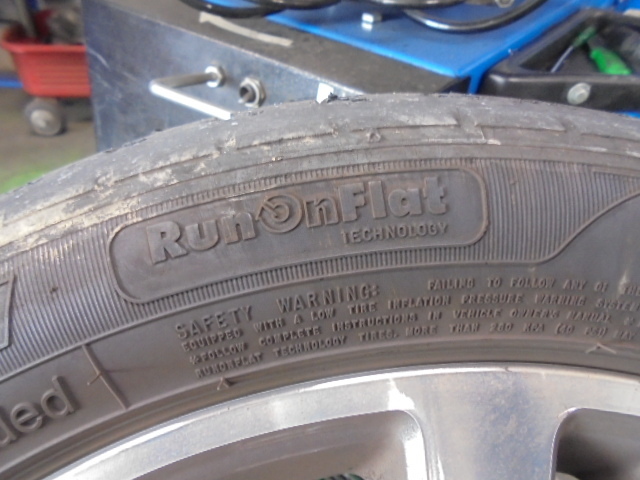 RunOnFlat
TECHNOLOGY
SAFETY WARNING: FAILING TO FOLLOW ANY OF THE
EQUIPPED WITH A LOW TIRE INFLATION PRESSURE WARNING SYSTEM
FOLLOW COMPLETE INSTRUCTIONS IN VEHICLE OWNER'S MANUAL
RUNONFLAT TECHNOLOGY TIRES. MORE THAN
ded